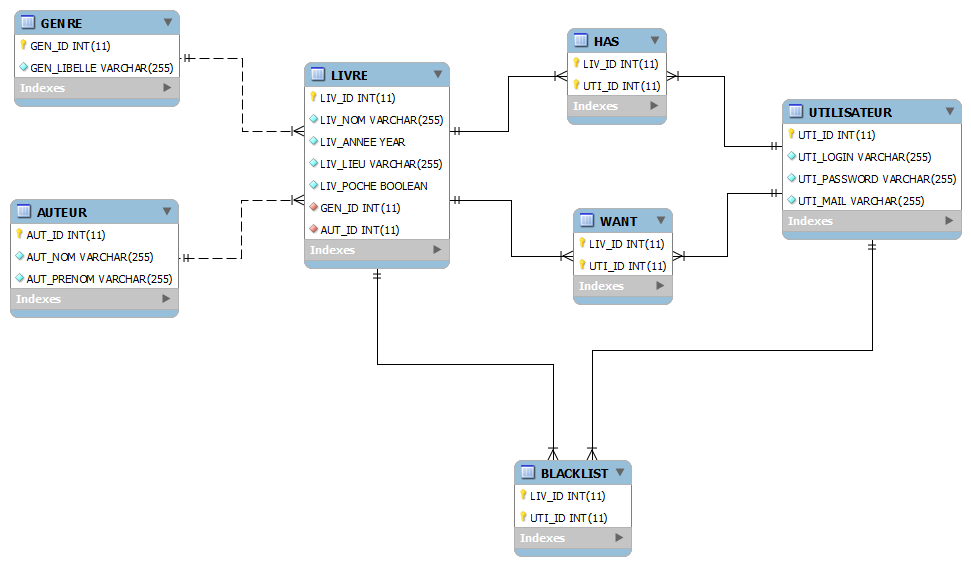 GENRE
GEN_ID INT(11)
GEN_LIBELLE VARCHAR(255)
Indexes
AUTEUR
AUT_ID INT(11)
AUT_NOM VARCHAR(255)
AUT_PRENOM VARCHAR(255)
Indexes
LIVRE
LIV_ID INT(11)
LIV_NOM VARCHAR(255)
LIV_ANNEE YEAR
LIV_LIEU VARCHAR(255)
LIV_POCHE BOOLEAN
GEN_ID INT(11)
AUT_ID INT(11)
Indexes
HAS
LIV_ID INT(11)
UTI_ID INT(11)
Indexes
WANT
LIV_ID INT(11)
UTI_ID INT(11)
Indexes
UTILISATEUR
UTI_ID INT(11)
UTI_LOGIN VARCHAR(255)
UTI_PASSWORD VARCHAR(255)
UTI_MAIL VARCHAR(255)
Indexes
BLACKLIST
LIV_ID INT(11)
UTI_ID INT(11)
Indexes